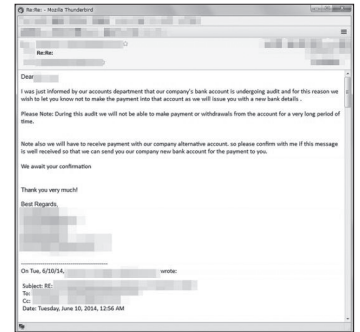 Re:Re: - Mozilla Thunderbird
Re:Re:
Dear
I was just informed by our accounts department that our company's bank account is undergoing audit and for this reason we
wish to let you know not to make the payment into that account as we will issue you with a new bank details .
Please Note: During this audit we will not be able to make payment or withdrawals from the account for a very long period of
time.
Note also we will have to receive payment with our company alternative account. so please confirm with me if this message
is well received so that we can send you our company new bank account for the payment to you.
We await your confirmation
Thank you very much!
Best Regards,
On Tue, 6/10/14, wrote:
Subject: RE:
To:
Cc:
Date: Tuesday, June 10, 2014, 12:56 AM